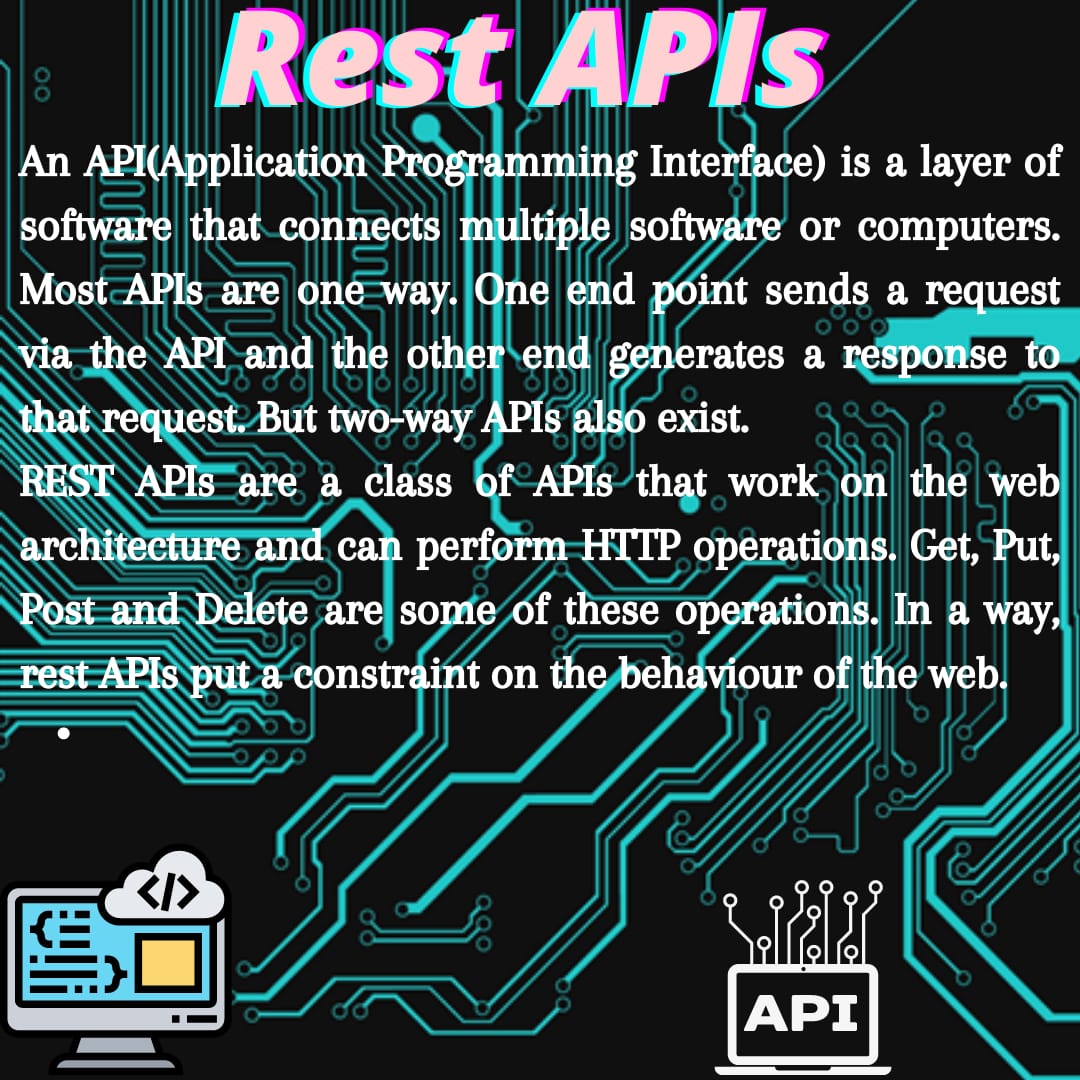 Rest APIs
An API(Application Programming Interface) is a layer of
software that connects multiple software or computers.
Most APIs are one way. One end point sends a request
via the API and the other end generates a response to
that request. But two-way APIs also exist.
REST APIs are a class of APIs that work on the web
architecture and can perform HTTP operations. Get, Put,
Post and Delete are some of these operations. In a way,
rest APIs put a constraint on the behaviour of the web.
•
</>
API